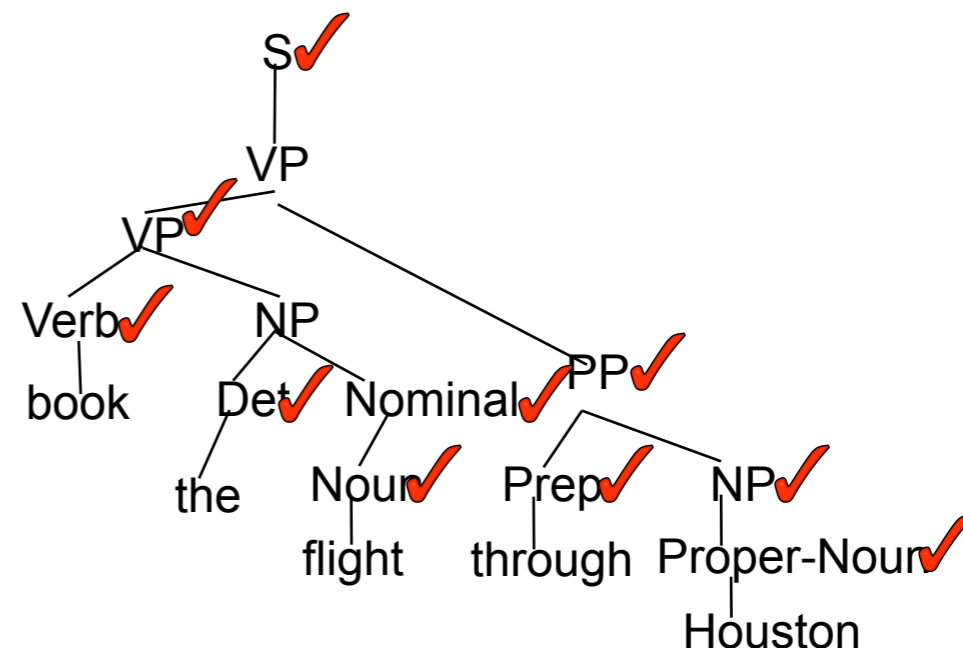 S
VP
VP
Verb NP
PP
book Det Nominal
the Noun Prep NP
flight through Proper-Noun
Houston